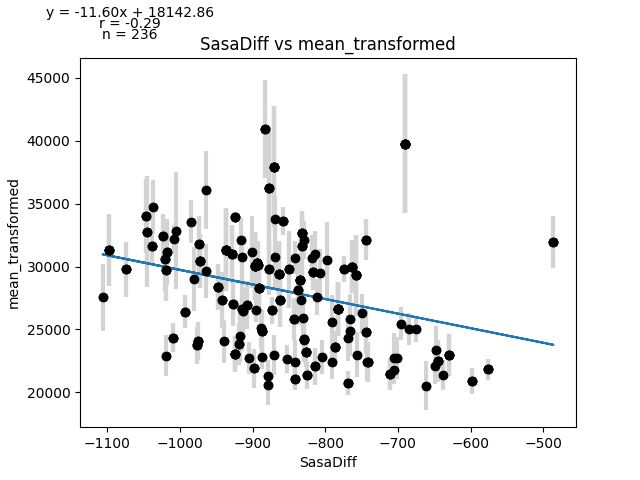 y = -11.60x + 18142.86
r = -0.29
n = 236
SasaDiff vs mean_transformed
45000
40000
35000
30000
25000
20000
mean_transformed
−1100 −1000 −900 −800 −700 −600 −500
SasaDiff